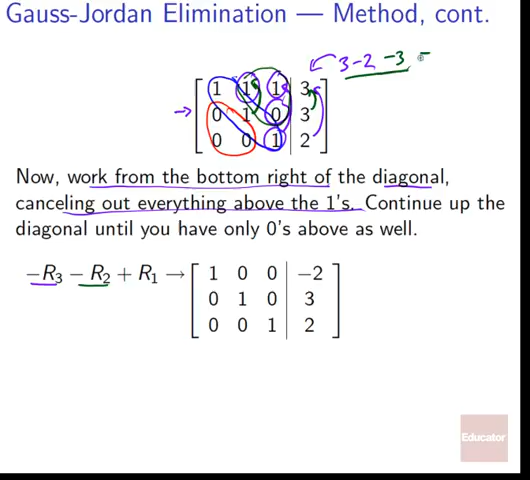 Gauss-Jordan Elimination — Method, cont.
3-2 -3 =
1 1 1 3
→ 0 1 0 3
0 0 1 2
Now, work from the bottom right of the diagonal,
canceling out everything above the 1's. Continue up the
diagonal until you have only 0's above as well.
−R₃ − R₂ + R₁ → 1 0 0 −2
0 1 0 3
0 0 1 2
Educator